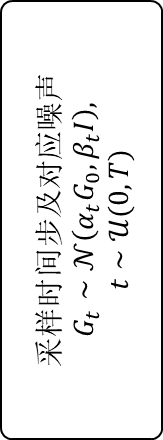 采样时间步及对应噪声
G_t ~ 𝒩(α_t G_0, β_t I),
t ~ 𝒰(0, T)